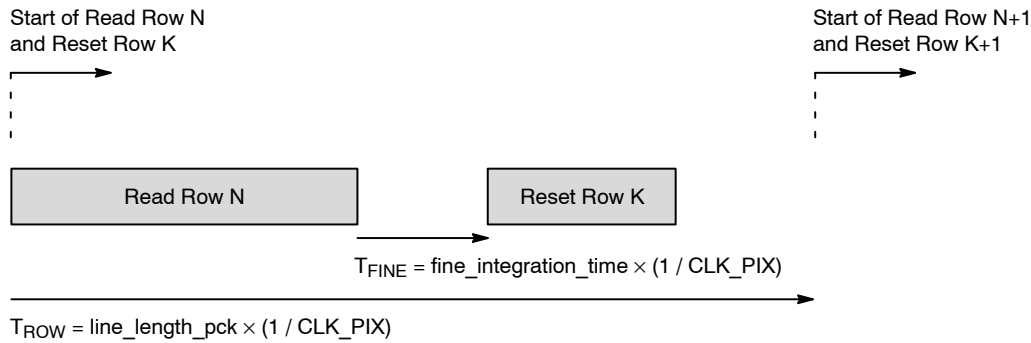 Start of Read Row N
and Reset Row K
Start of Read Row N+1
and Reset Row K+1
Read Row N
Reset Row K
T_FINE = fine_integration_time × (1 / CLK_PIX)
T_ROW = line_length_pck × (1 / CLK_PIX)